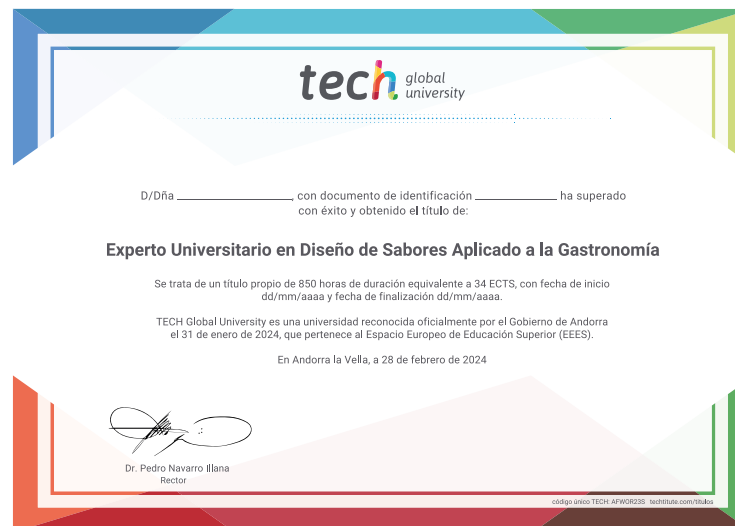 tech global university
D/Dña ____________________, con documento de identificación ______________ ha superado
con éxito y obtenido el título de:
Experto Universitario en Diseño de Sabores Aplicado a la Gastronomía
Se trata de un título propio de 850 horas de duración equivalente a 34 ECTS, con fecha de inicio
dd/mm/aaaa y fecha de finalización dd/mm/aaaa.
TECH Global University es una universidad reconocida oficialmente por el Gobierno de Andorra
el 31 de enero de 2024, que pertenece al Espacio Europeo de Educación Superior (EEES).
En Andorra la Vella, a 28 de febrero de 2024
Dr. Pedro Navarro Illana
Rector
código único TECH: AFWOR23S techtitute.com/titulos